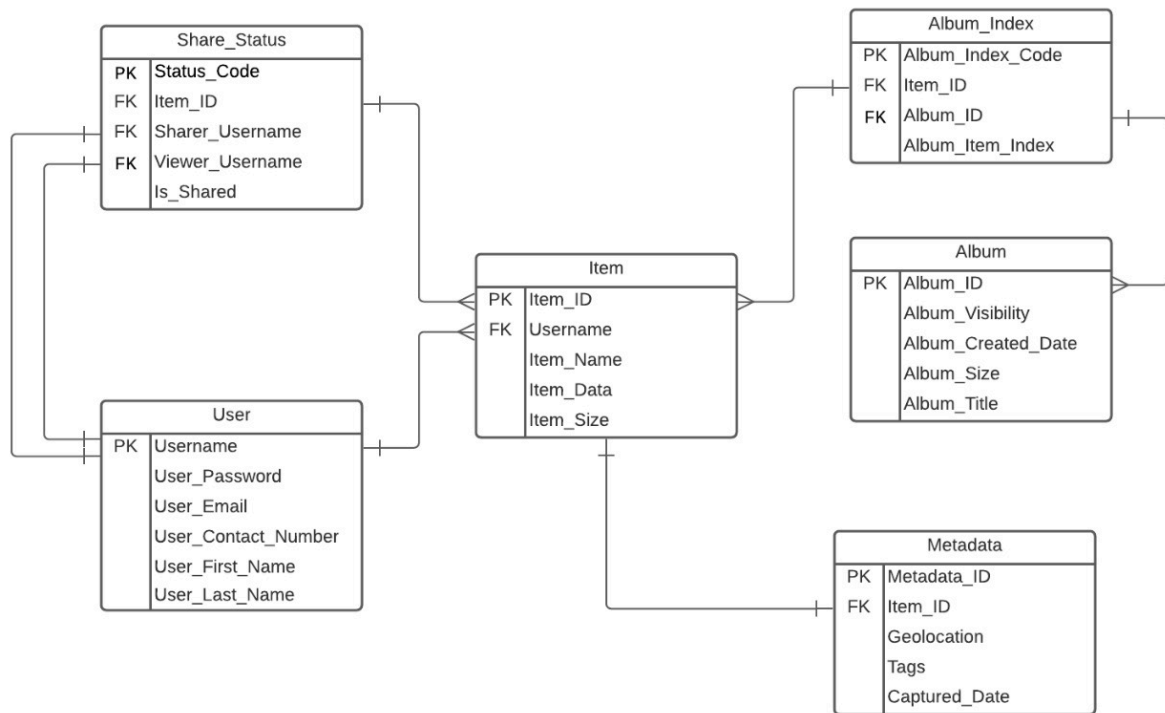 Share_Status
PK Status_Code
FK Item_ID
FK Sharer_Username
FK Viewer_Username
Is_Shared
Album_Index
PK Album_Index_Code
FK Item_ID
FK Album_ID
Album_Item_Index
Item
PK Item_ID
FK Username
Item_Name
Item_Data
Item_Size
Album
PK Album_ID
Album_Visibility
Album_Created_Date
Album_Size
Album_Title
User
PK Username
User_Password
User_Email
User_Contact_Number
User_First_Name
User_Last_Name
Metadata
PK Metadata_ID
FK Item_ID
Geolocation
Tags
Captured_Date